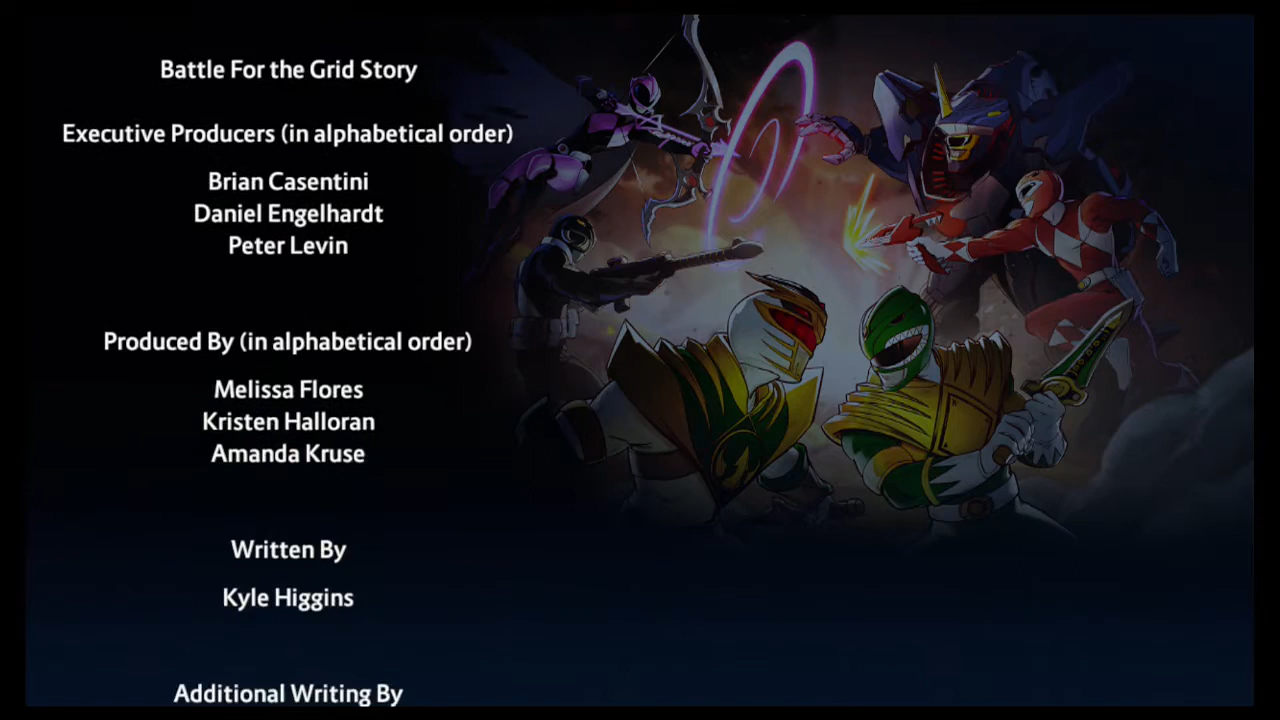 Battle For the Grid Story
Executive Producers (in alphabetical order)
Brian Casentini
Daniel Engelhardt
Peter Levin
Produced By (in alphabetical order)
Melissa Flores
Kristen Halloran
Amanda Kruse
Written By
Kyle Higgins
Additional Writing By